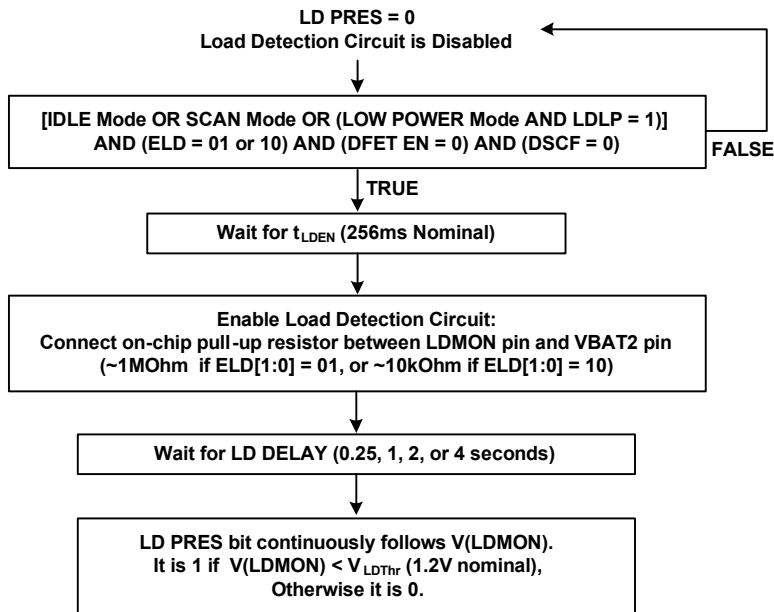 LD PRES = 0
Load Detection Circuit is Disabled
[IDLE Mode OR SCAN Mode OR (LOW POWER Mode AND LDLP = 1)]
AND (ELD = 01 or 10) AND (DFET EN = 0) AND (DSCF = 0)
FALSE
TRUE
Wait for tLDEN (256ms Nominal)
Enable Load Detection Circuit:
Connect on-chip pull-up resistor between LDMON pin and VBAT2 pin
(~1MOhm if ELD[1:0] = 01, or ~10kOhm if ELD[1:0] = 10)
Wait for LD DELAY (0.25, 1, 2, or 4 seconds)
LD PRES bit continuously follows V(LDMON).
It is 1 if V(LDMON) < VLDThr (1.2V nominal),
Otherwise it is 0.